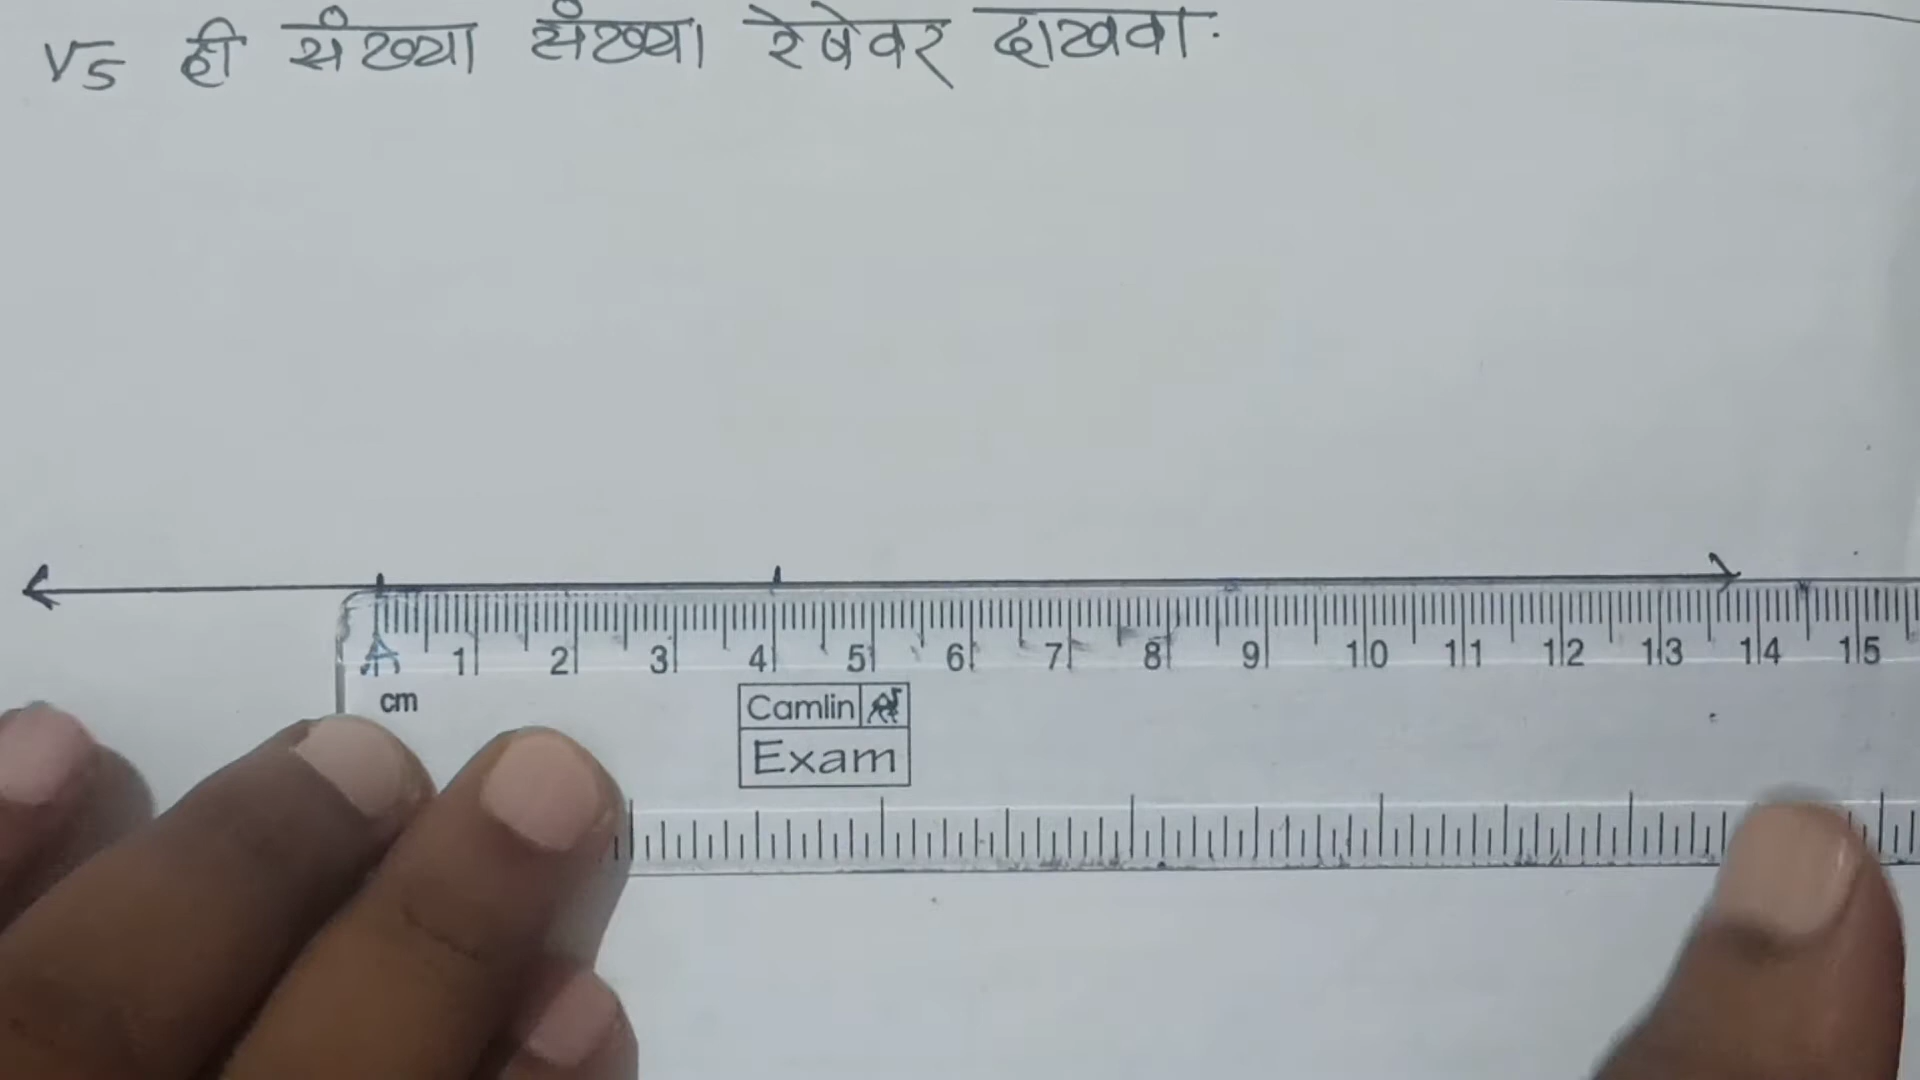 √5 ही संख्या संख्या रेषेवर दाखवा.
1 2 3 4 5 6 7 8 9 10 11 12 13 14 15
cm
Camlin
Exam